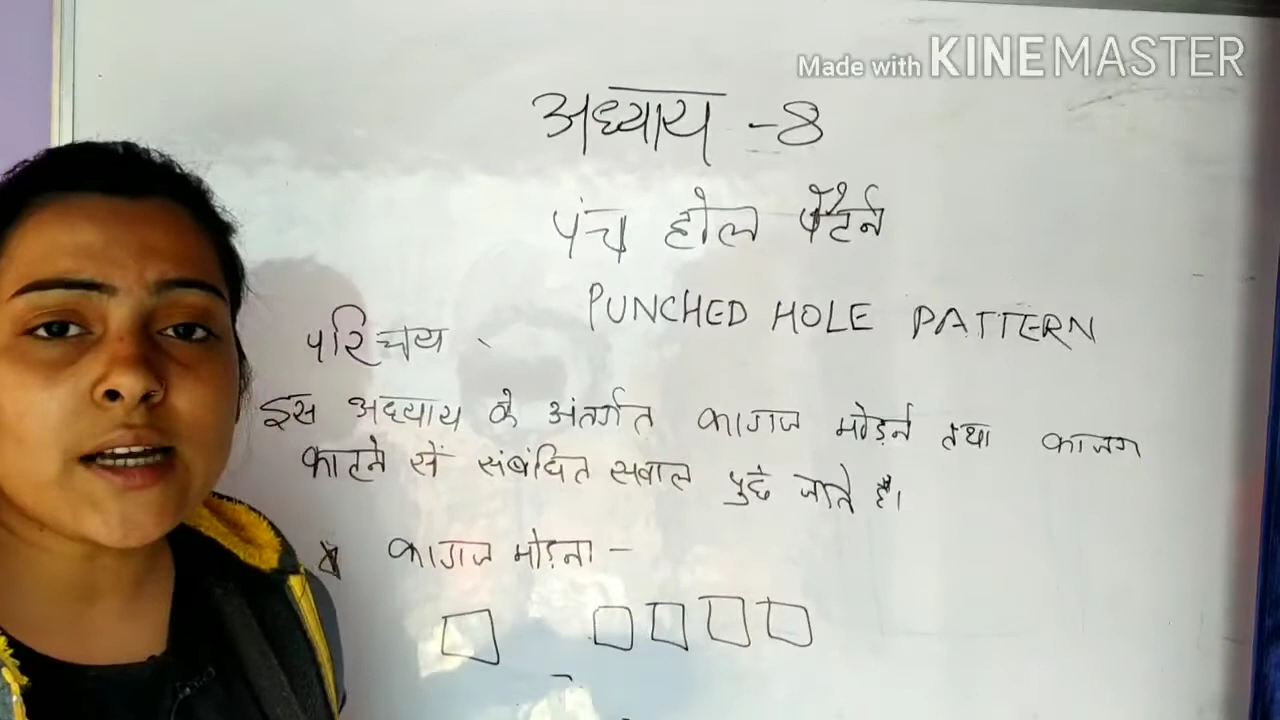 Made with KINEMASTER
अध्याय -8
पंच होल पैटर्न
PUNCHED HOLE PATTERN
परिचय
इस अध्याय के अंतर्गत कागज मोड़ने तथा काजग
काटने से संबंधित सवाल पुछे जाते है।
कागज मोड़ना -